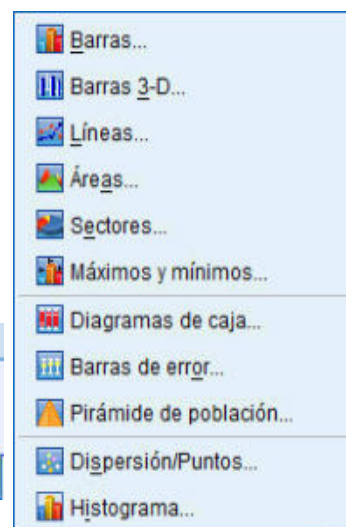 Barras...
Barras 3-D...
Líneas...
Áreas...
Sectores...
Máximos y mínimos...
Diagramas de caja...
Barras de error...
Pirámide de población...
Dispersión/Puntos...
Histograma...